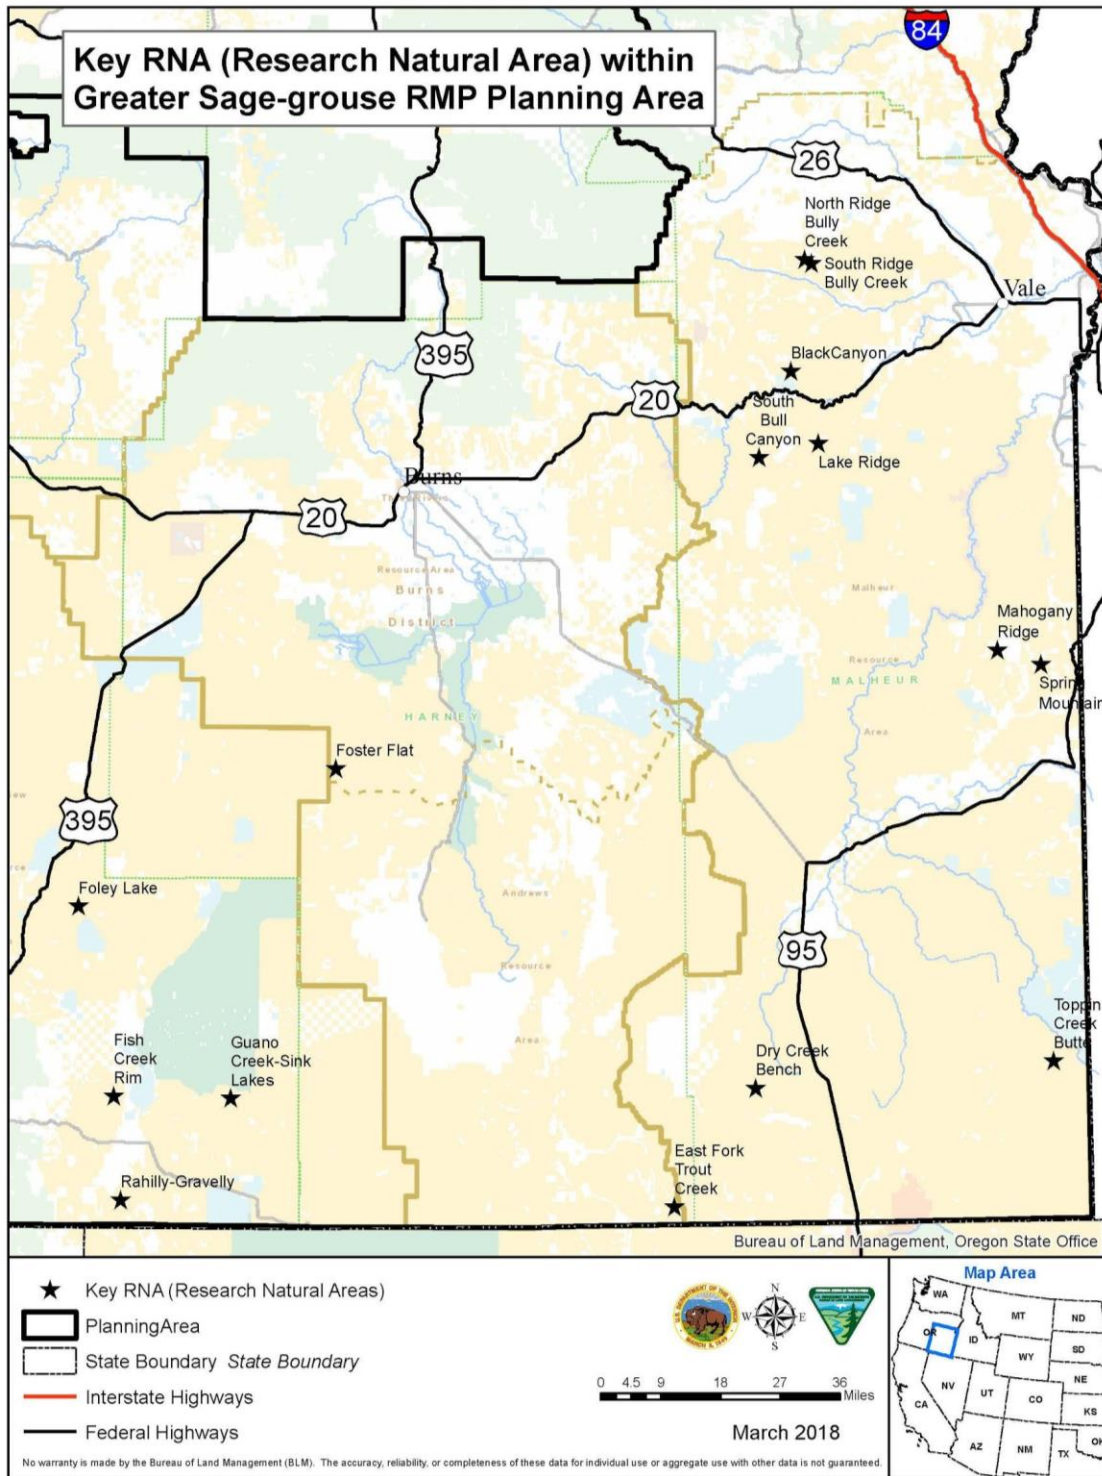 Key RNA (Research Natural Area) within
Greater Sage-grouse RMP Planning Area
84
26
North Ridge
Bully
Creek
South Ridge
Bully Creek
Vale
395
BlackCanyon
20
South
Bull
Canyon
Lake Ridge
Burns
20
Resource Area
Burns
District
Malheur
Mahogany
Ridge
Resource
MALHEUR
Spring
Mountain
Area
HARNEY
Foster Flat
395
Foley Lake
Andrews
95
Resource
Toppin
Creek
Butte
Fish
Creek
Rim
Guano
Creek-Sink
Lakes
Area
Dry Creek
Bench
East Fork
Trout
Creek
Rahilly-Gravelly
Bureau of Land Management, Oregon State Office
Key RNA (Research Natural Areas)
PlanningArea
State Boundary State Boundary
Interstate Highways
Federal Highways
N
W E
S
0 4.5 9 18 27 36
Miles
March 2018
Map Area
WA
MT
ND
OR
ID
SD
WY
NE
NV
UT
CO
CA
KS
AZ
NM
TX
OK
No warranty is made by the Bureau of Land Management (BLM). The accuracy, reliability, or completeness of these data for individual use or aggregate use with other data is not guaranteed.